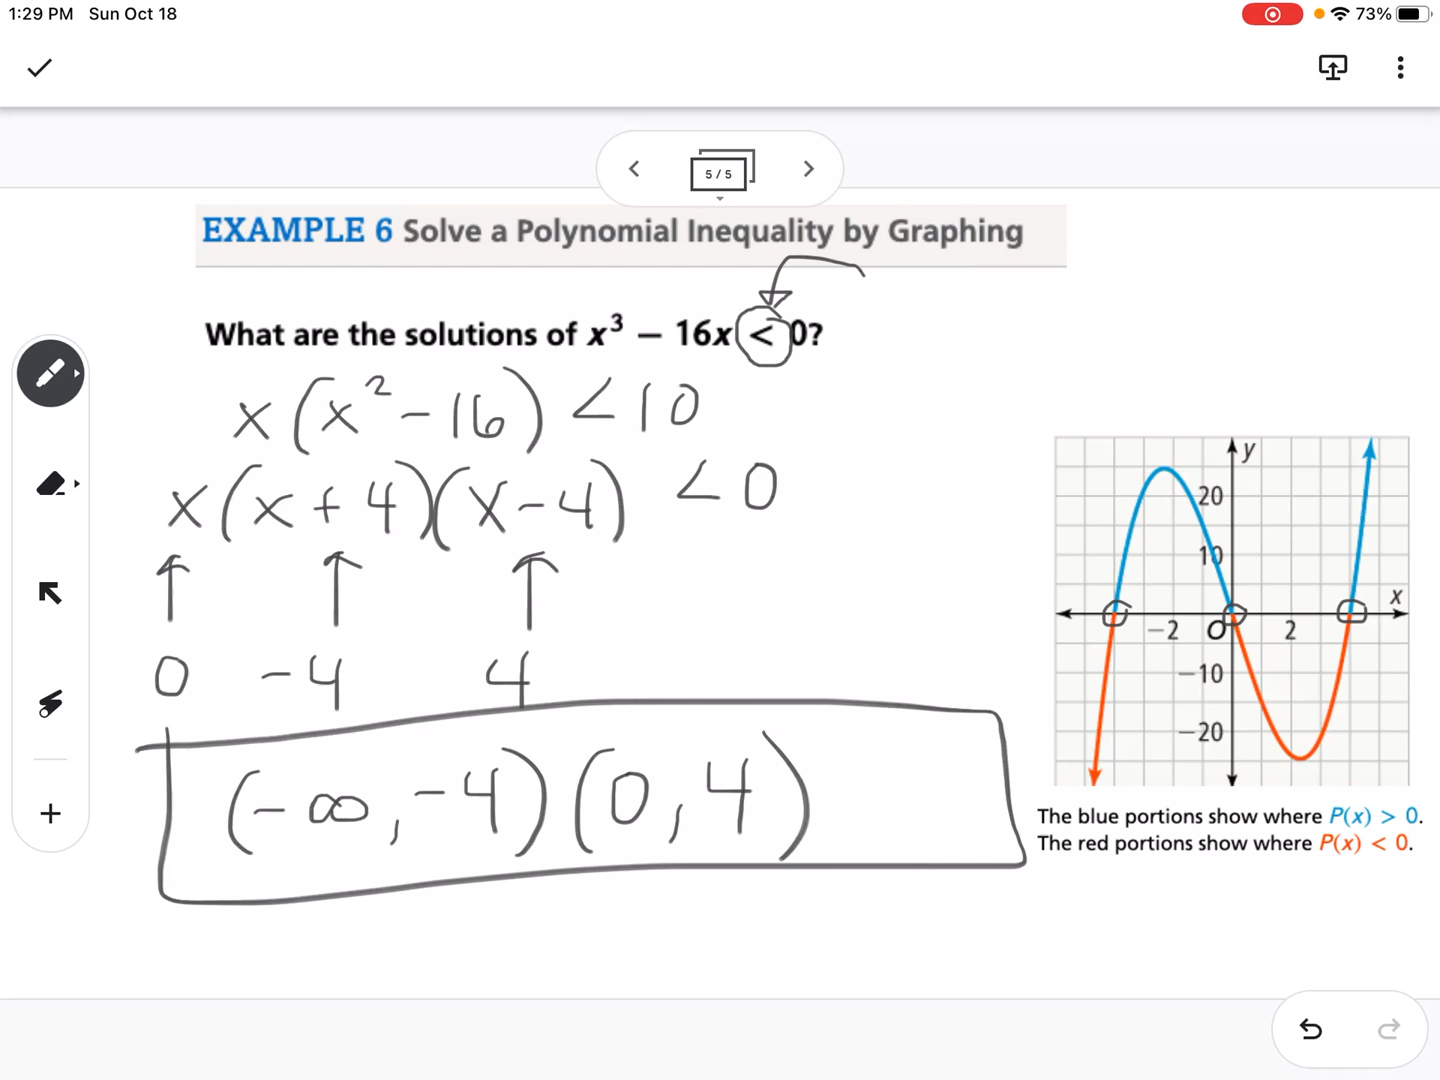 1:29 PM Sun Oct 18
73%
5 / 5
EXAMPLE 6 Solve a Polynomial Inequality by Graphing
What are the solutions of x³ – 16x < 0?
x(x² - 16) < 10
x(x + 4)(x - 4) < 0
0 -4 4
(-∞, -4)(0, 4)
y
20
10
x
−2 O 2
−10
−20
The blue portions show where P(x) > 0.
The red portions show where P(x) < 0.